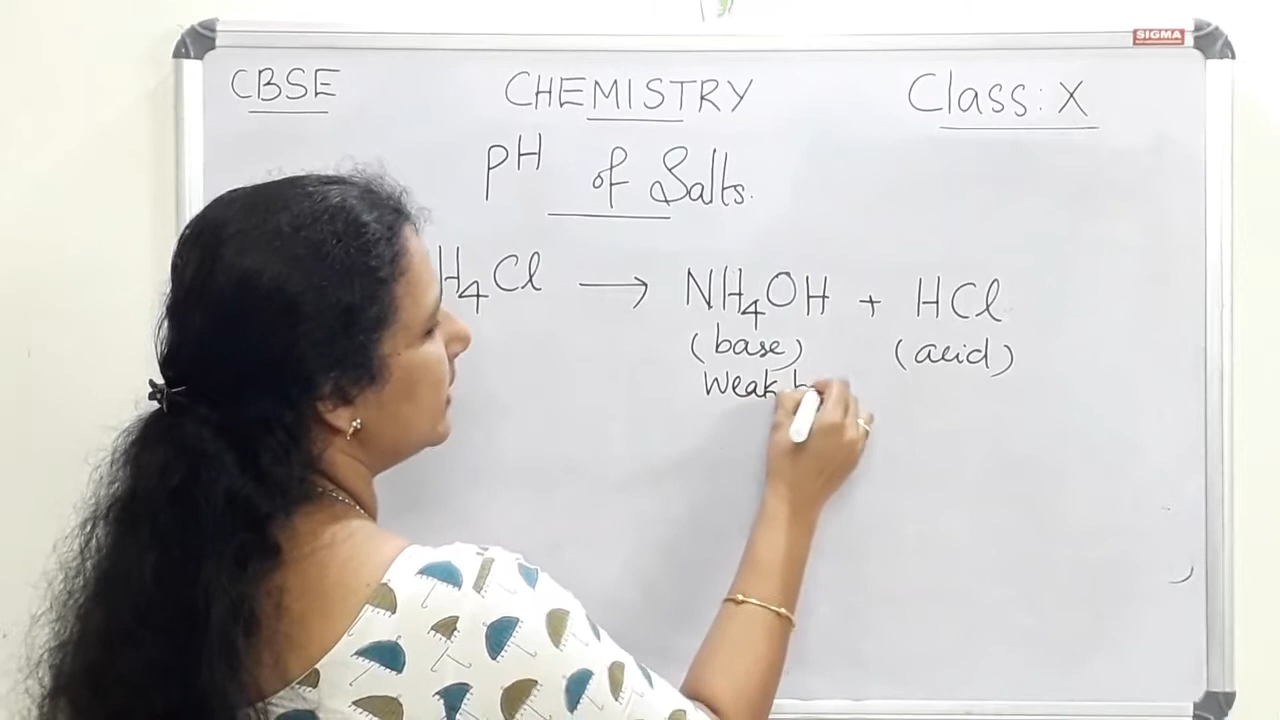 SIGMA
CBSE CHEMISTRY Class: X
pH of Salts.
H₄Cl → NH₄OH + HCl
(base) (acid)
Weak